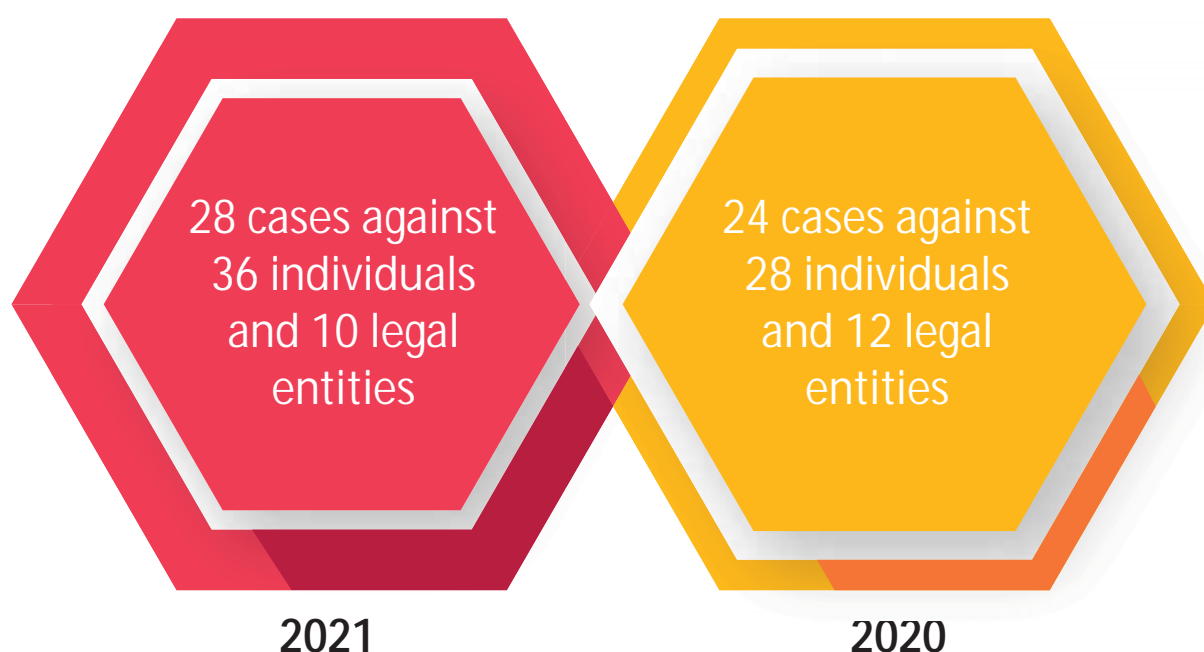 28 cases against
36 individuals
and 10 legal
entities
2021
24 cases against
28 individuals
and 12 legal
entities
2020